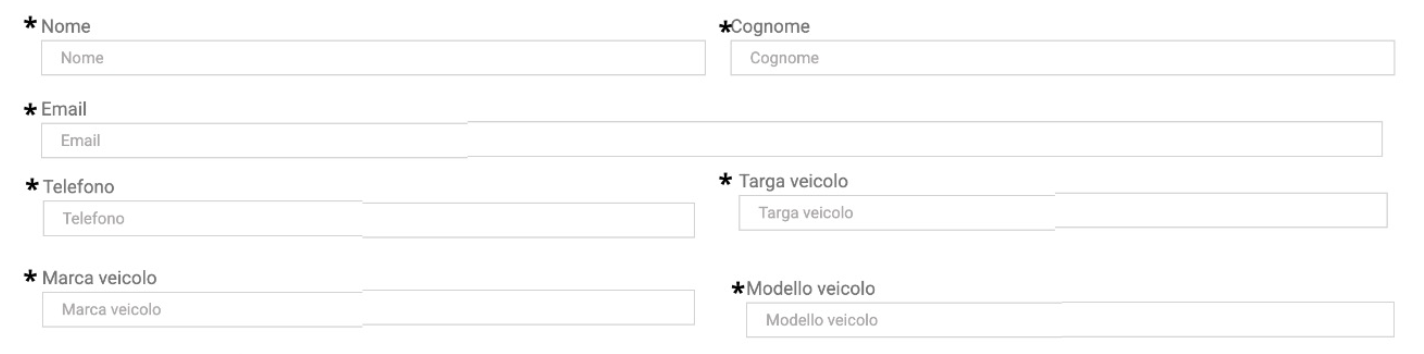 * Nome
*Cognome
Nome
Cognome
* Email
Email
* Telefono
* Targa veicolo
Telefono
Targa veicolo
* Marca veicolo
*Modello veicolo
Marca veicolo
Modello veicolo